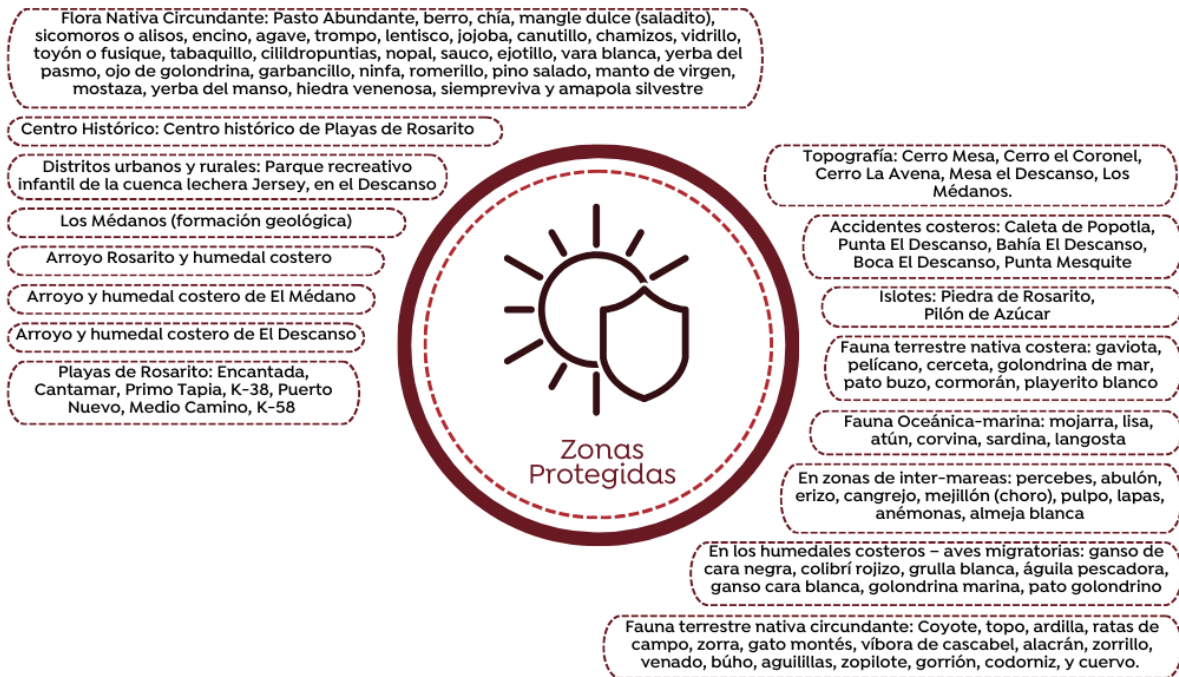 Flora Nativa Circundante: Pasto Abundante, berro, chía, mangle dulce (saladito),
sicomoros o alisos, encino, agave, trompo, lentisco, jojoba, canutillo, chamizos, vidrillo,
toyón o fusique, tabaquillo, cilildropuntias, nopal, sauco, ejotillo, vara blanca, yerba del
pasmo, ojo de golondrina, garbancillo, ninfa, romerillo, pino salado, manto de virgen,
mostaza, yerba del manso, hiedra venenosa, siempreviva y amapola silvestre
Centro Histórico: Centro histórico de Playas de Rosarito
Distritos urbanos y rurales: Parque recreativo
infantil de la cuenca lechera Jersey, en el Descanso
Los Médanos (formación geológica)
Arroyo Rosarito y humedal costero
Arroyo y humedal costero de El Médano
Arroyo y humedal costero de El Descanso
Playas de Rosarito: Encantada,
Cantamar, Primo Tapia, K-38, Puerto
Nuevo, Medio Camino, K-58
Zonas
Protegidas
Topografía: Cerro Mesa, Cerro el Coronel,
Cerro La Avena, Mesa el Descanso, Los
Médanos.
Accidentes costeros: Caleta de Popotla,
Punta El Descanso, Bahía El Descanso,
Boca El Descanso, Punta Mesquite
Islotes: Piedra de Rosarito,
Pilón de Azúcar
Fauna terrestre nativa costera: gaviota,
pelícano, cerceta, golondrina de mar,
pato buzo, cormorán, playerito blanco
Fauna Oceánica-marina: mojarra, lisa,
atún, corvina, sardina, langosta
En zonas de inter-mareas: percebes, abulón,
erizo, cangrejo, mejillón (choro), pulpo, lapas,
anémonas, almeja blanca
En los humedales costeros – aves migratorias: ganso de
cara negra, colibrí rojizo, grulla blanca, águila pescadora,
ganso cara blanca, golondrina marina, pato golondrino
Fauna terrestre nativa circundante: Coyote, topo, ardilla, ratas de
campo, zorra, gato montés, víbora de cascabel, alacrán, zorrillo,
venado, búho, aguilillas, zopilote, gorrión, codorniz, y cuervo.